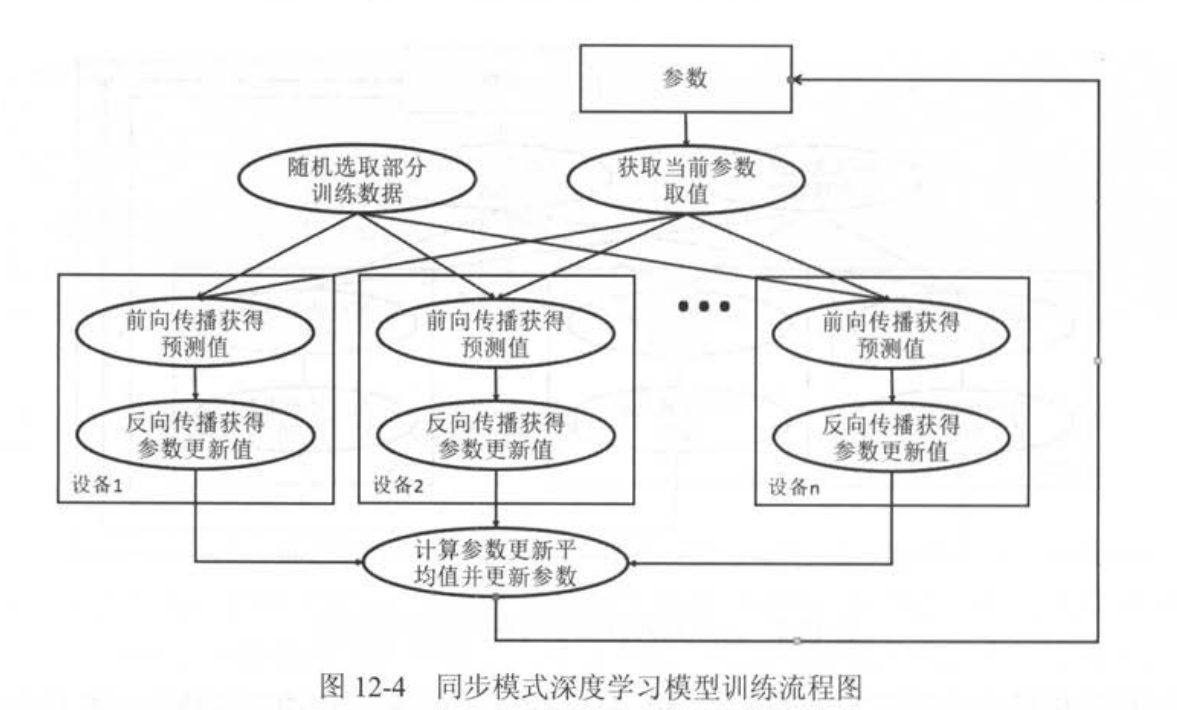 参数
随机选取部分
训练数据
获取当前参数
取值
前向传播获得
预测值
反向传播获得
参数更新值
设备1
前向传播获得
预测值
反向传播获得
参数更新值
设备2
前向传播获得
预测值
反向传播获得
参数更新值
设备n
计算参数更新平
均值并更新参数
图 12-4 同步模式深度学习模型训练流程图